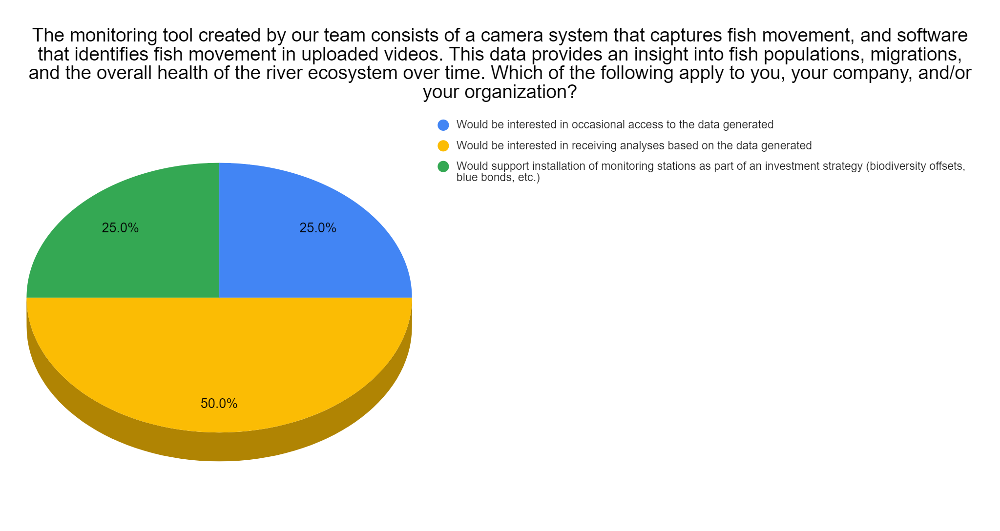 The monitoring tool created by our team consists of a camera system that captures fish movement, and software
that identifies fish movement in uploaded videos. This data provides an insight into fish populations, migrations,
and the overall health of the river ecosystem over time. Which of the following apply to you, your company, and/or
your organization?
Would be interested in occasional access to the data generated
Would be interested in receiving analyses based on the data generated
Would support installation of monitoring stations as part of an investment strategy (biodiversity offsets,
blue bonds, etc.)
25.0%
25.0%
50.0%